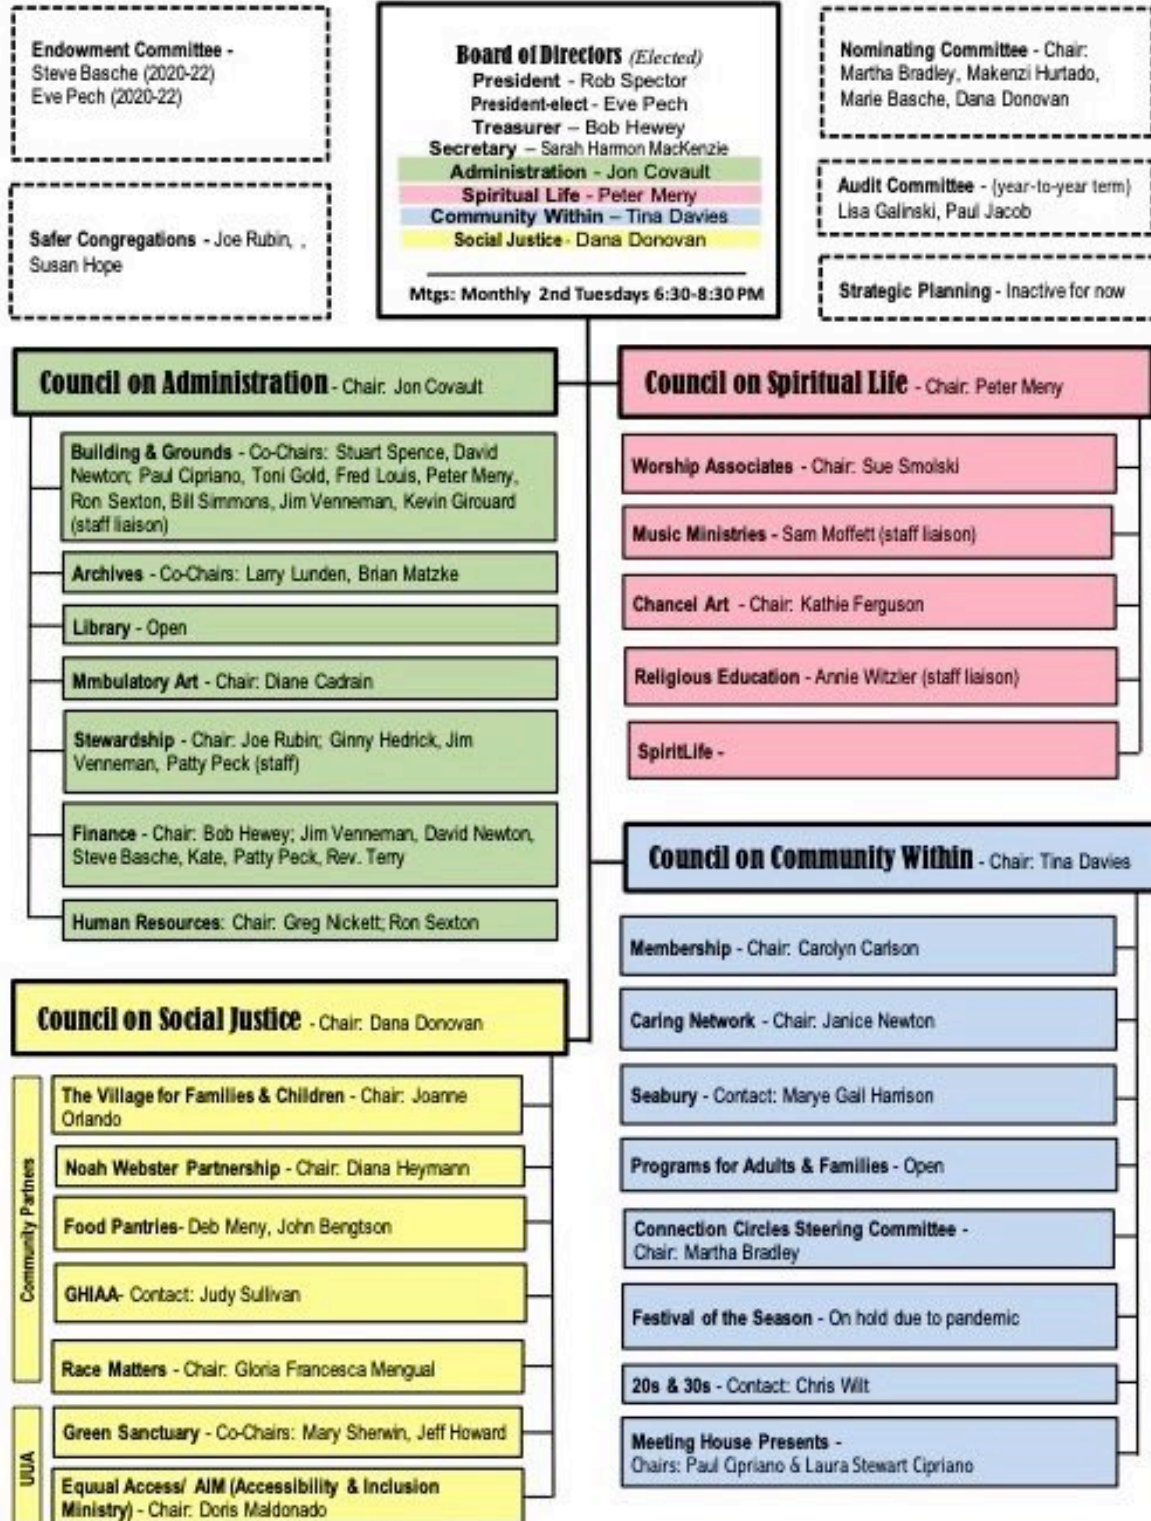 Endowment Committee -
Steve Basche (2020-22)
Eve Pech (2020-22)
Safer Congregations - Joe Rubin, ,
Susan Hope
Board of Directors (Elected)
President - Rob Spector
President-elect - Eve Pech
Treasurer – Bob Hewey
Secretary – Sarah Harmon MacKenzie
Administration - Jon Covault
Spiritual Life - Peter Meny
Community Within – Tina Davies
Social Justice - Dana Donovan
Mtgs: Monthly 2nd Tuesdays 6:30-8:30 PM
Nominating Committee - Chair:
Martha Bradley, Makenzi Hurtado,
Marie Basche, Dana Donovan
Audit Committee - (year-to-year term)
Lisa Galinski, Paul Jacob
Strategic Planning - Inactive for now
Council on Administration - Chair: Jon Covault
Building & Grounds - Co-Chairs: Stuart Spence, David
Newton; Paul Cipriano, Toni Gold, Fred Louis, Peter Meny,
Ron Sexton, Bill Simmons, Jim Venneman, Kevin Girouard
(staff liaison)
Archives - Co-Chairs: Larry Lunden, Brian Matzke
Library - Open
Mmbulatory Art - Chair: Diane Cadrain
Stewardship - Chair: Joe Rubin; Ginny Hedrick, Jim
Venneman, Patty Peck (staff)
Finance - Chair: Bob Hewey; Jim Venneman, David Newton,
Steve Basche, Kate, Patty Peck, Rev. Terry
Human Resources: Chair: Greg Nickett; Ron Sexton
Council on Spiritual Life - Chair: Peter Meny
Worship Associates - Chair: Sue Smolski
Music Ministries - Sam Moffett (staff liaison)
Chancel Art - Chair: Kathie Ferguson
Religious Education - Annie Witzler (staff liaison)
SpiritLife -
Council on Community Within - Chair: Tina Davies
Membership - Chair: Carolyn Carlson
Caring Network - Chair: Janice Newton
Seabury - Contact: Marye Gail Harrison
Programs for Adults & Families - Open
Connection Circles Steering Committee -
Chair: Martha Bradley
Festival of the Season - On hold due to pandemic
20s & 30s - Contact: Chris Wilt
Meeting House Presents -
Chairs: Paul Cipriano & Laura Stewart Cipriano
Council on Social Justice - Chair: Dana Donovan
Community Partners
The Village for Families & Children - Chair: Joanne
Orlando
Noah Webster Partnership - Chair: Diana Heymann
Food Pantries- Deb Meny, John Bengtson
GHIAA- Contact: Judy Sullivan
Race Matters - Chair: Gloria Francesca Mengual
UUA
Green Sanctuary - Co-Chairs: Mary Sherwin, Jeff Howard
Equual Access/ AIM (Accessibility & Inclusion
Ministry) - Chair: Doris Maldonado